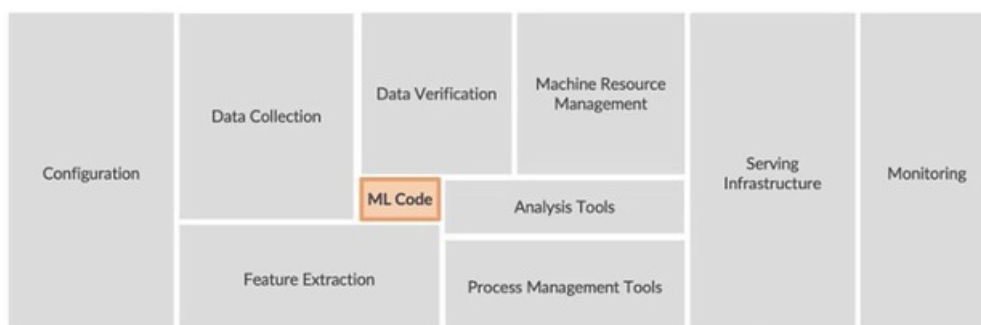 Configuration
Data Collection
Data Verification
Machine Resource
Management
ML Code
Analysis Tools
Feature Extraction
Process Management Tools
Serving
Infrastructure
Monitoring